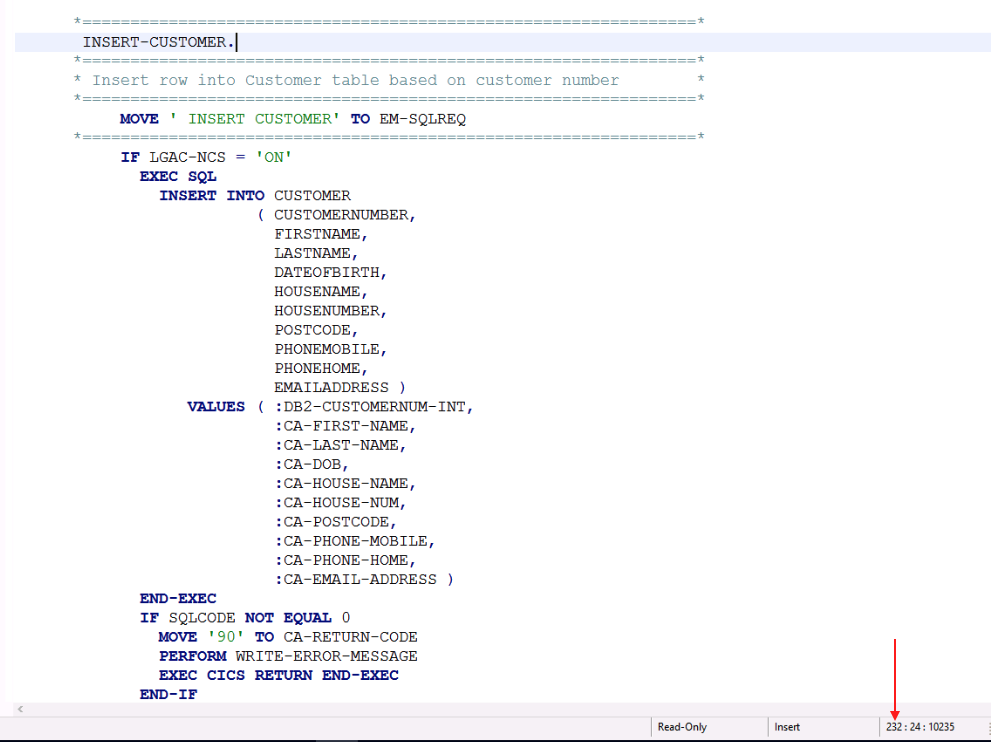 *================================================================*
INSERT-CUSTOMER.
*================================================================*
* Insert row into Customer table based on customer number *
*================================================================*
MOVE ' INSERT CUSTOMER' TO EM-SQLREQ
*================================================================*
IF LGAC-NCS = 'ON'
EXEC SQL
INSERT INTO CUSTOMER
( CUSTOMERNUMBER,
FIRSTNAME,
LASTNAME,
DATEOFBIRTH,
HOUSENAME,
HOUSENUMBER,
POSTCODE,
PHONEMOBILE,
PHONEHOME,
EMAILADDRESS )
VALUES ( :DB2-CUSTOMERNUM-INT,
:CA-FIRST-NAME,
:CA-LAST-NAME,
:CA-DOB,
:CA-HOUSE-NAME,
:CA-HOUSE-NUM,
:CA-POSTCODE,
:CA-PHONE-MOBILE,
:CA-PHONE-HOME,
:CA-EMAIL-ADDRESS )
END-EXEC
IF SQLCODE NOT EQUAL 0
MOVE '90' TO CA-RETURN-CODE
PERFORM WRITE-ERROR-MESSAGE
EXEC CICS RETURN END-EXEC
END-IF
Read-Only Insert 232 : 24 : 10235